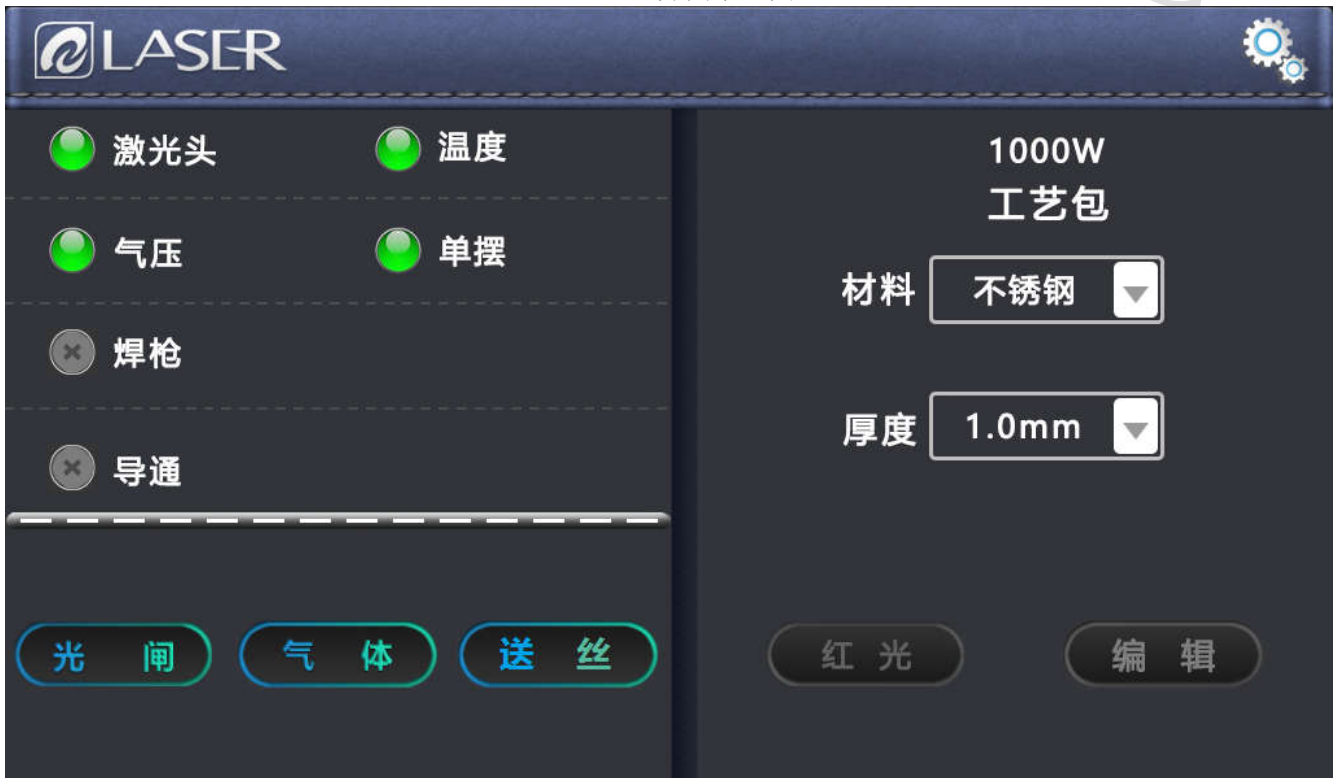 LASER
激光头 温度
气压 单摆
焊枪
导通
光 闸 气 体 送 丝
1000W
工艺包
材料 不锈钢
厚度 1.0mm
红 光 编 辑